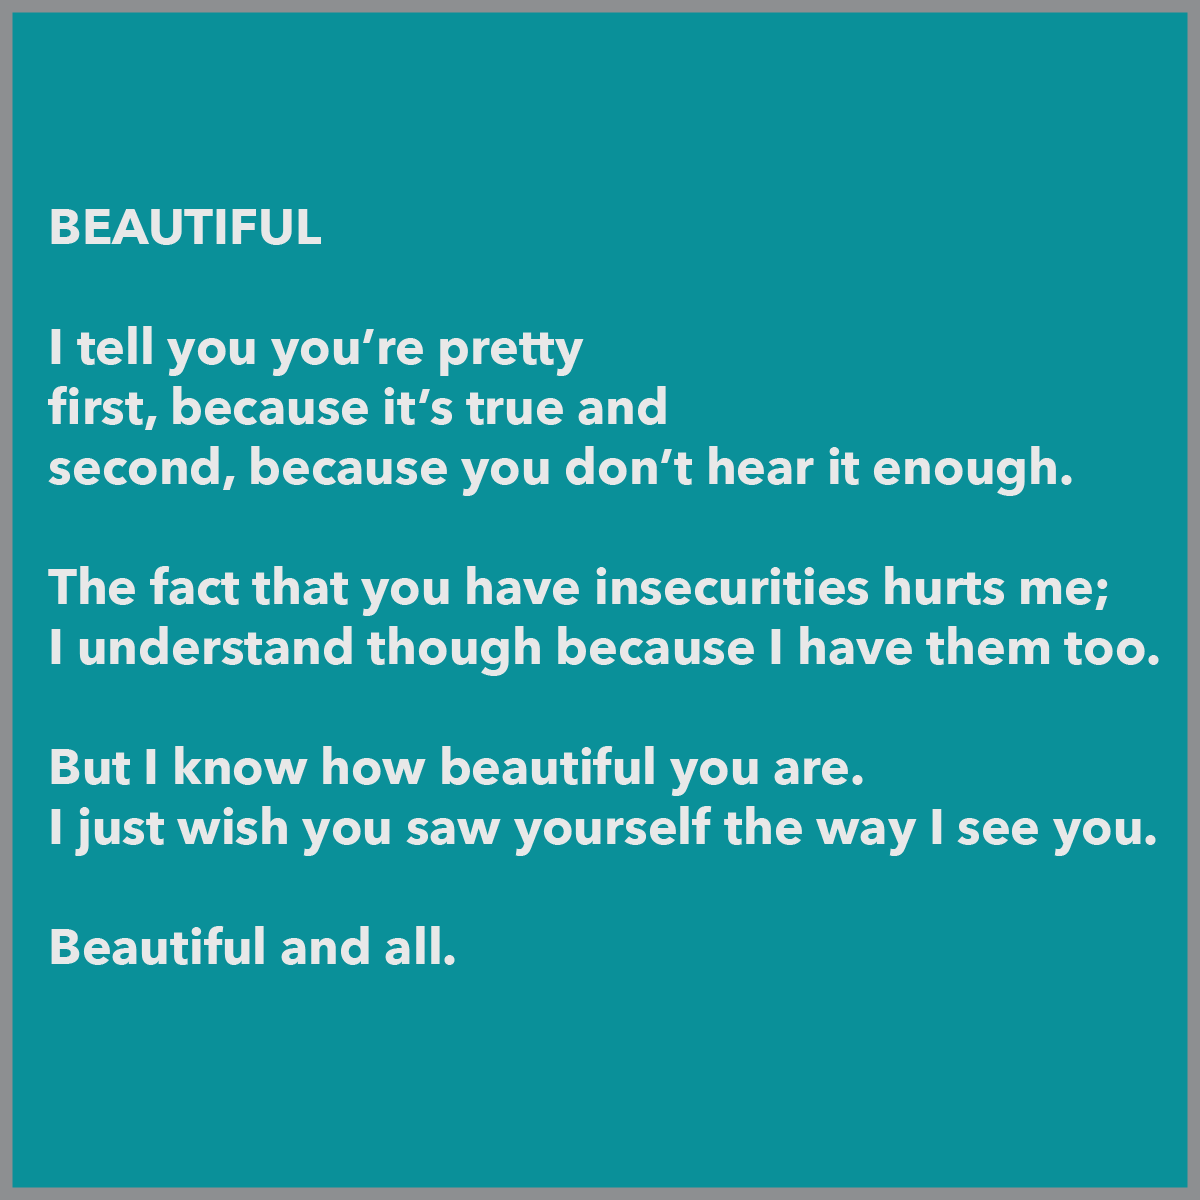 BEAUTIFUL
I tell you you’re pretty
first, because it’s true and
second, because you don’t hear it enough.
The fact that you have insecurities hurts me;
I understand though because I have them too.
But I know how beautiful you are.
I just wish you saw yourself the way I see you.
Beautiful and all.